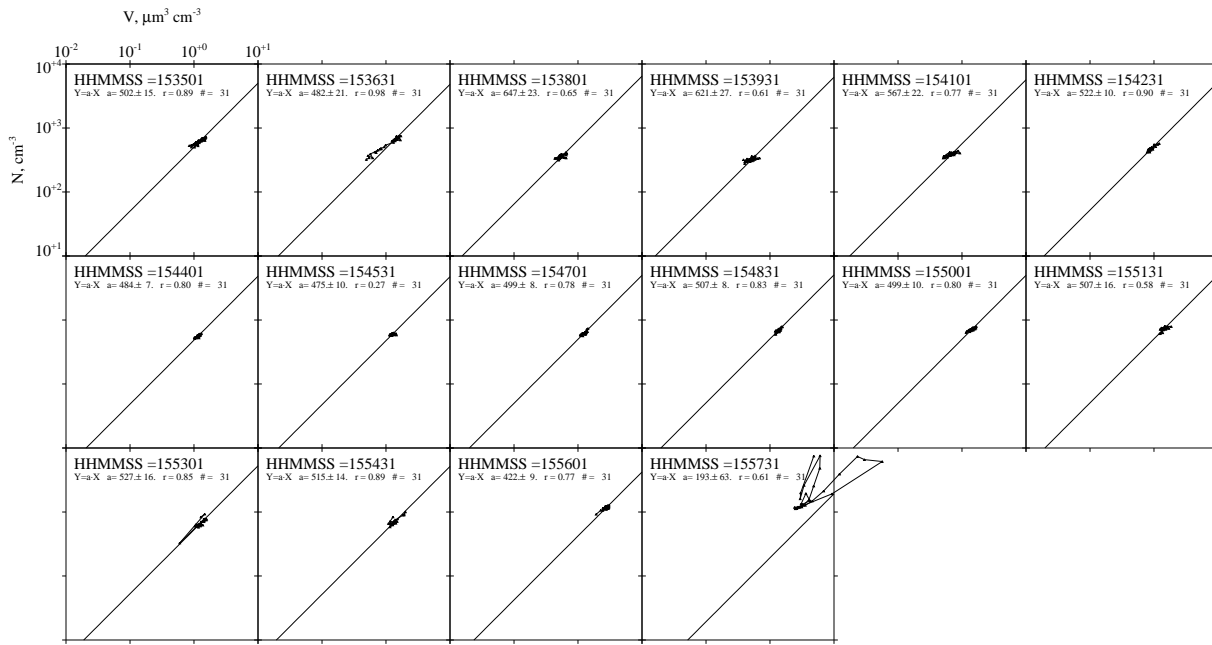 V, μm³ cm⁻³
10⁻² 10⁻¹ 10⁺⁰ 10⁺¹
N, cm⁻³
10⁺⁴
10⁺³
10⁺²
10⁺¹
HHMMSS =153501
Y=a·X a= 502.± 15. r = 0.89 # = 31
HHMMSS =153631
Y=a·X a= 482.± 21. r = 0.98 # = 31
HHMMSS =153801
Y=a·X a= 647.± 23. r = 0.65 # = 31
HHMMSS =153931
Y=a·X a= 621.± 27. r = 0.61 # = 31
HHMMSS =154101
Y=a·X a= 567.± 22. r = 0.77 # = 31
HHMMSS =154231
Y=a·X a= 522.± 10. r = 0.90 # = 31
HHMMSS =154401
Y=a·X a= 484.± 7. r = 0.80 # = 31
HHMMSS =154531
Y=a·X a= 475.± 10. r = 0.27 # = 31
HHMMSS =154701
Y=a·X a= 499.± 8. r = 0.78 # = 31
HHMMSS =154831
Y=a·X a= 507.± 8. r = 0.83 # = 31
HHMMSS =155001
Y=a·X a= 499.± 10. r = 0.80 # = 31
HHMMSS =155131
Y=a·X a= 507.± 16. r = 0.58 # = 31
HHMMSS =155301
Y=a·X a= 527.± 16. r = 0.85 # = 31
HHMMSS =155431
Y=a·X a= 515.± 14. r = 0.89 # = 31
HHMMSS =155601
Y=a·X a= 422.± 9. r = 0.77 # = 31
HHMMSS =155731
Y=a·X a= 193.± 63. r = 0.61 # = 31